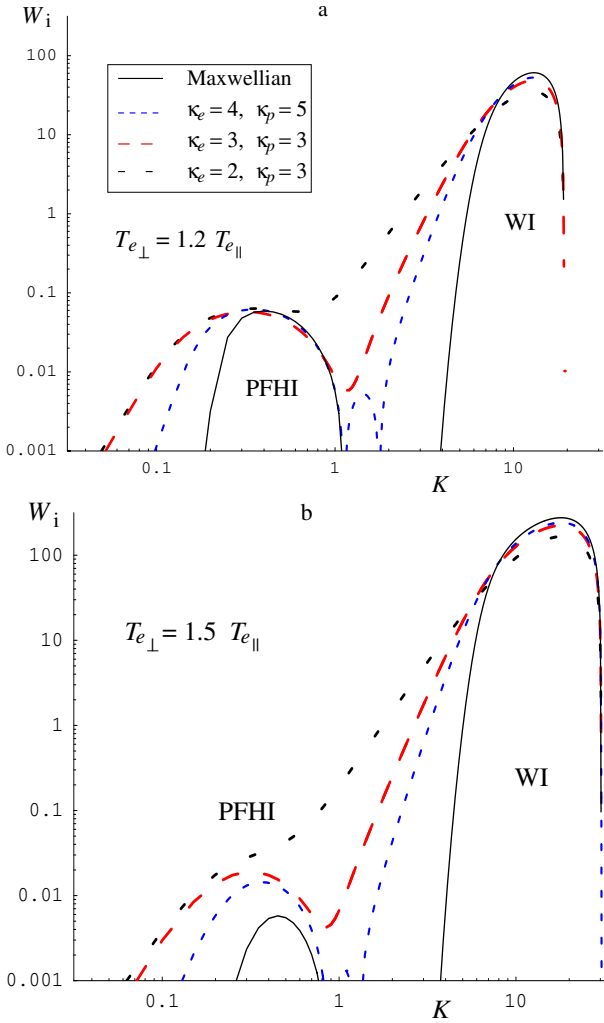 a
W_i
100
10
1
0.1
0.01
0.001
Maxwellian
κ_e = 4, κ_p = 5
κ_e = 3, κ_p = 3
κ_e = 2, κ_p = 3
T_e⊥ = 1.2 T_e∥
WI
PFHI
0.1 1 10
K
b
W_i
100
10
1
0.1
0.01
0.001
T_e⊥ = 1.5 T_e∥
PFHI
WI
0.1 1 10
K